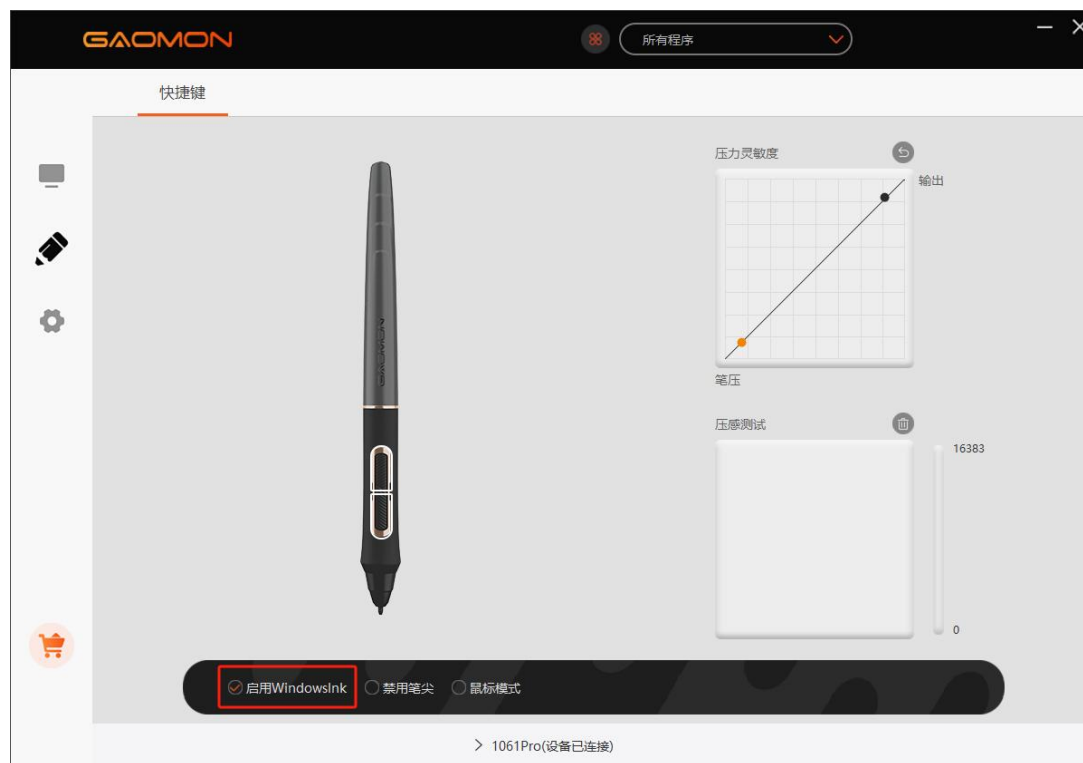 GAOMON
所有程序
快捷键
压力灵敏度
输出
GAOMON
笔压
压感测试
16383
0
启用WindowsInk
禁用笔尖
鼠标模式
1061Pro(设备已连接)